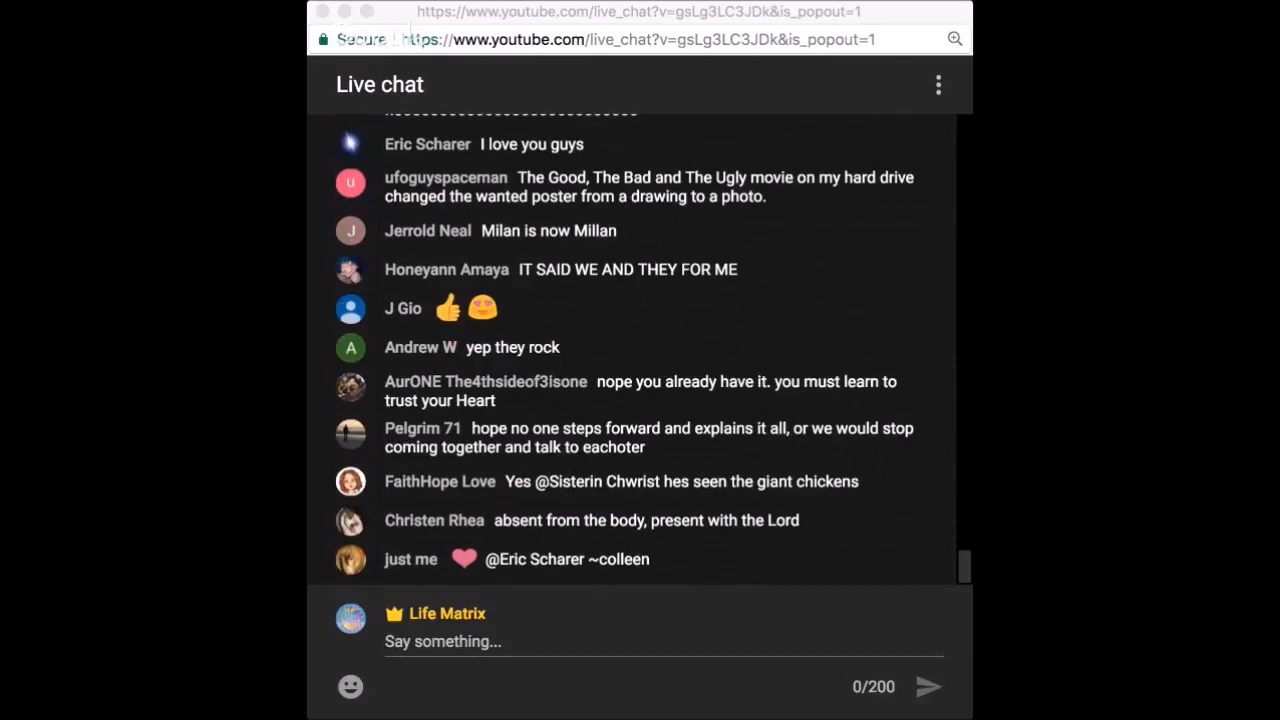 https://www.youtube.com/live_chat?v=gsLg3LC3JDk&is_popout=1
Secure https://www.youtube.com/live_chat?v=gsLg3LC3JDk&is_popout=1
Live chat
Eric Scharer I love you guys
u ufoguyspaceman The Good, The Bad and The Ugly movie on my hard drive
changed the wanted poster from a drawing to a photo.
J Jerrold Neal Milan is now Millan
Honeyann Amaya IT SAID WE AND THEY FOR ME
J Gio 👍 😍
A Andrew W yep they rock
AurONE The4thsideof3isone nope you already have it. you must learn to
trust your Heart
Pelgrim 71 hope no one steps forward and explains it all, or we would stop
coming together and talk to eachoter
FaithHope Love Yes @Sisterin Chwrist hes seen the giant chickens
Christen Rhea absent from the body, present with the Lord
just me ❤ @Eric Scharer ~colleen
Life Matrix
Say something...
0/200